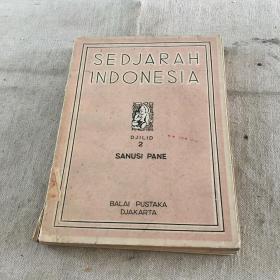 SEDJARAH
INDONESIA
DJILID
2
SANUSI PANE
BALAI PUSTAKA
DJAKARTA